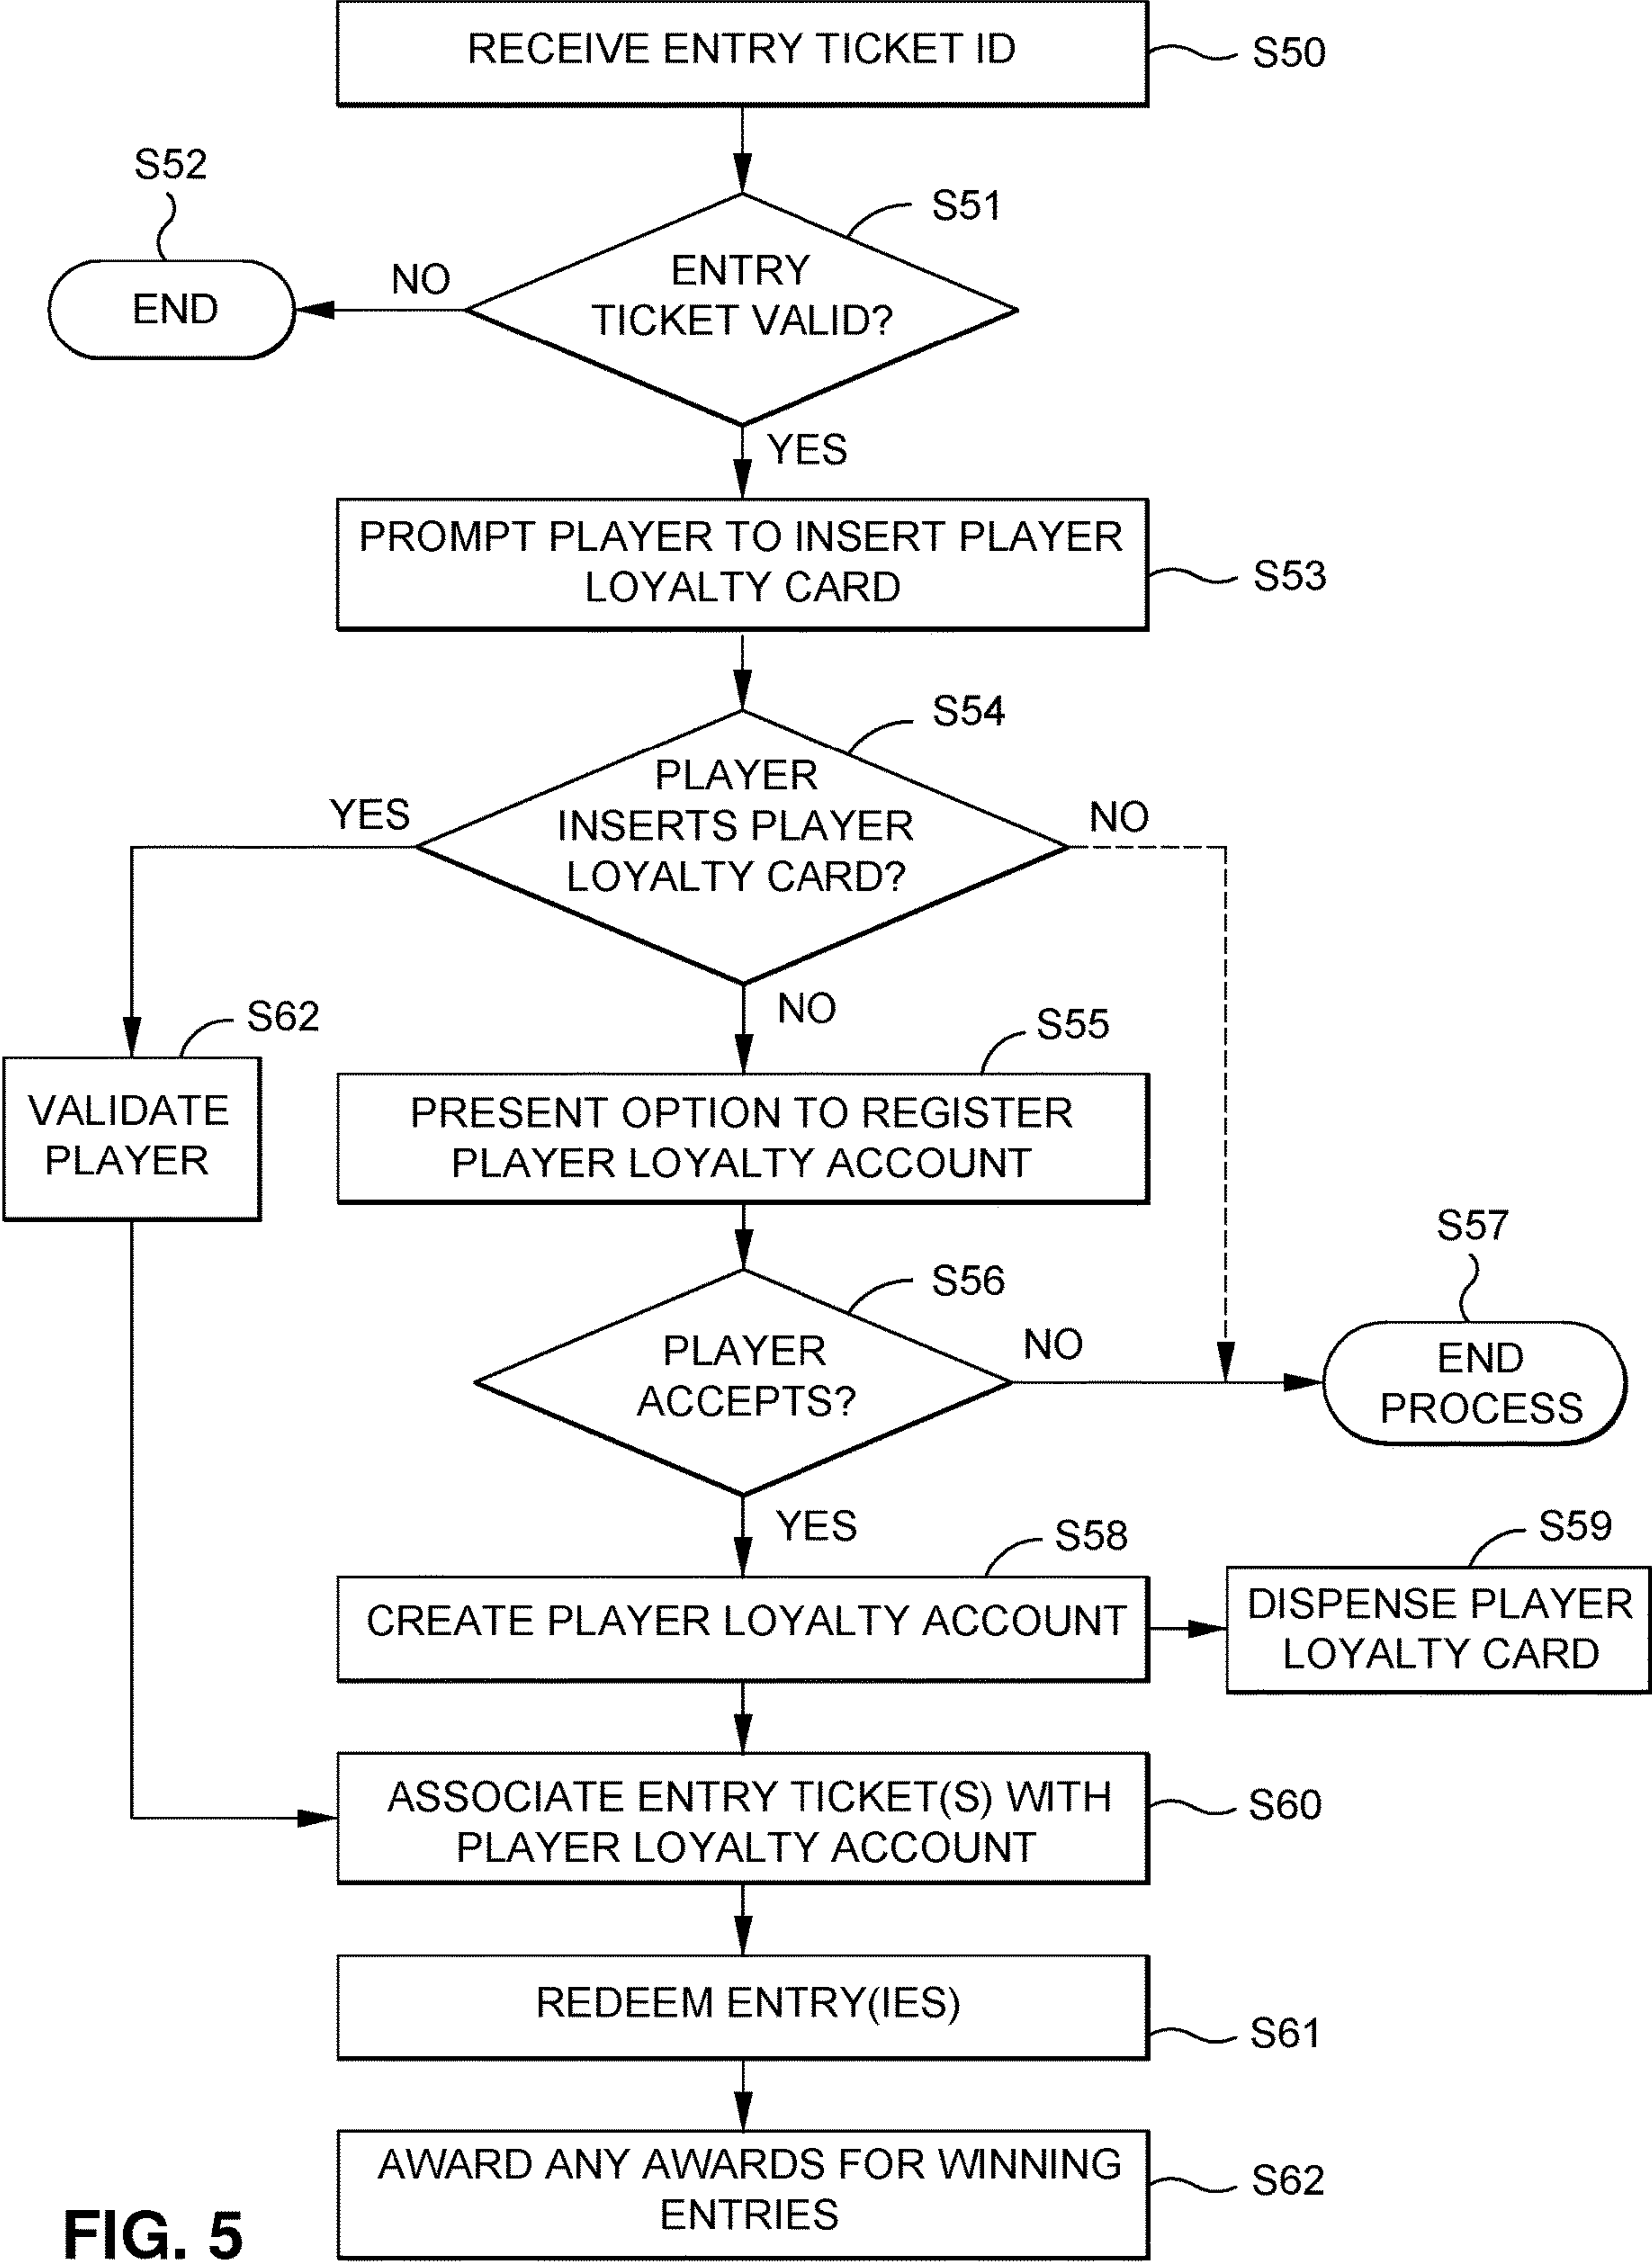 RECEIVE ENTRY TICKET ID
S50
S52
S51
END
NO
ENTRY
TICKET VALID?
YES
PROMPT PLAYER TO INSERT PLAYER
LOYALTY CARD
S53
S54
PLAYER
INSERTS PLAYER
LOYALTY CARD?
YES
NO
NO
S62
VALIDATE
PLAYER
S55
PRESENT OPTION TO REGISTER
PLAYER LOYALTY ACCOUNT
S56
PLAYER
ACCEPTS?
NO
S57
END
PROCESS
YES
S58
CREATE PLAYER LOYALTY ACCOUNT
S59
DISPENSE PLAYER
LOYALTY CARD
ASSOCIATE ENTRY TICKET(S) WITH
PLAYER LOYALTY ACCOUNT
S60
REDEEM ENTRY(IES)
S61
AWARD ANY AWARDS FOR WINNING
ENTRIES
S62
FIG. 5